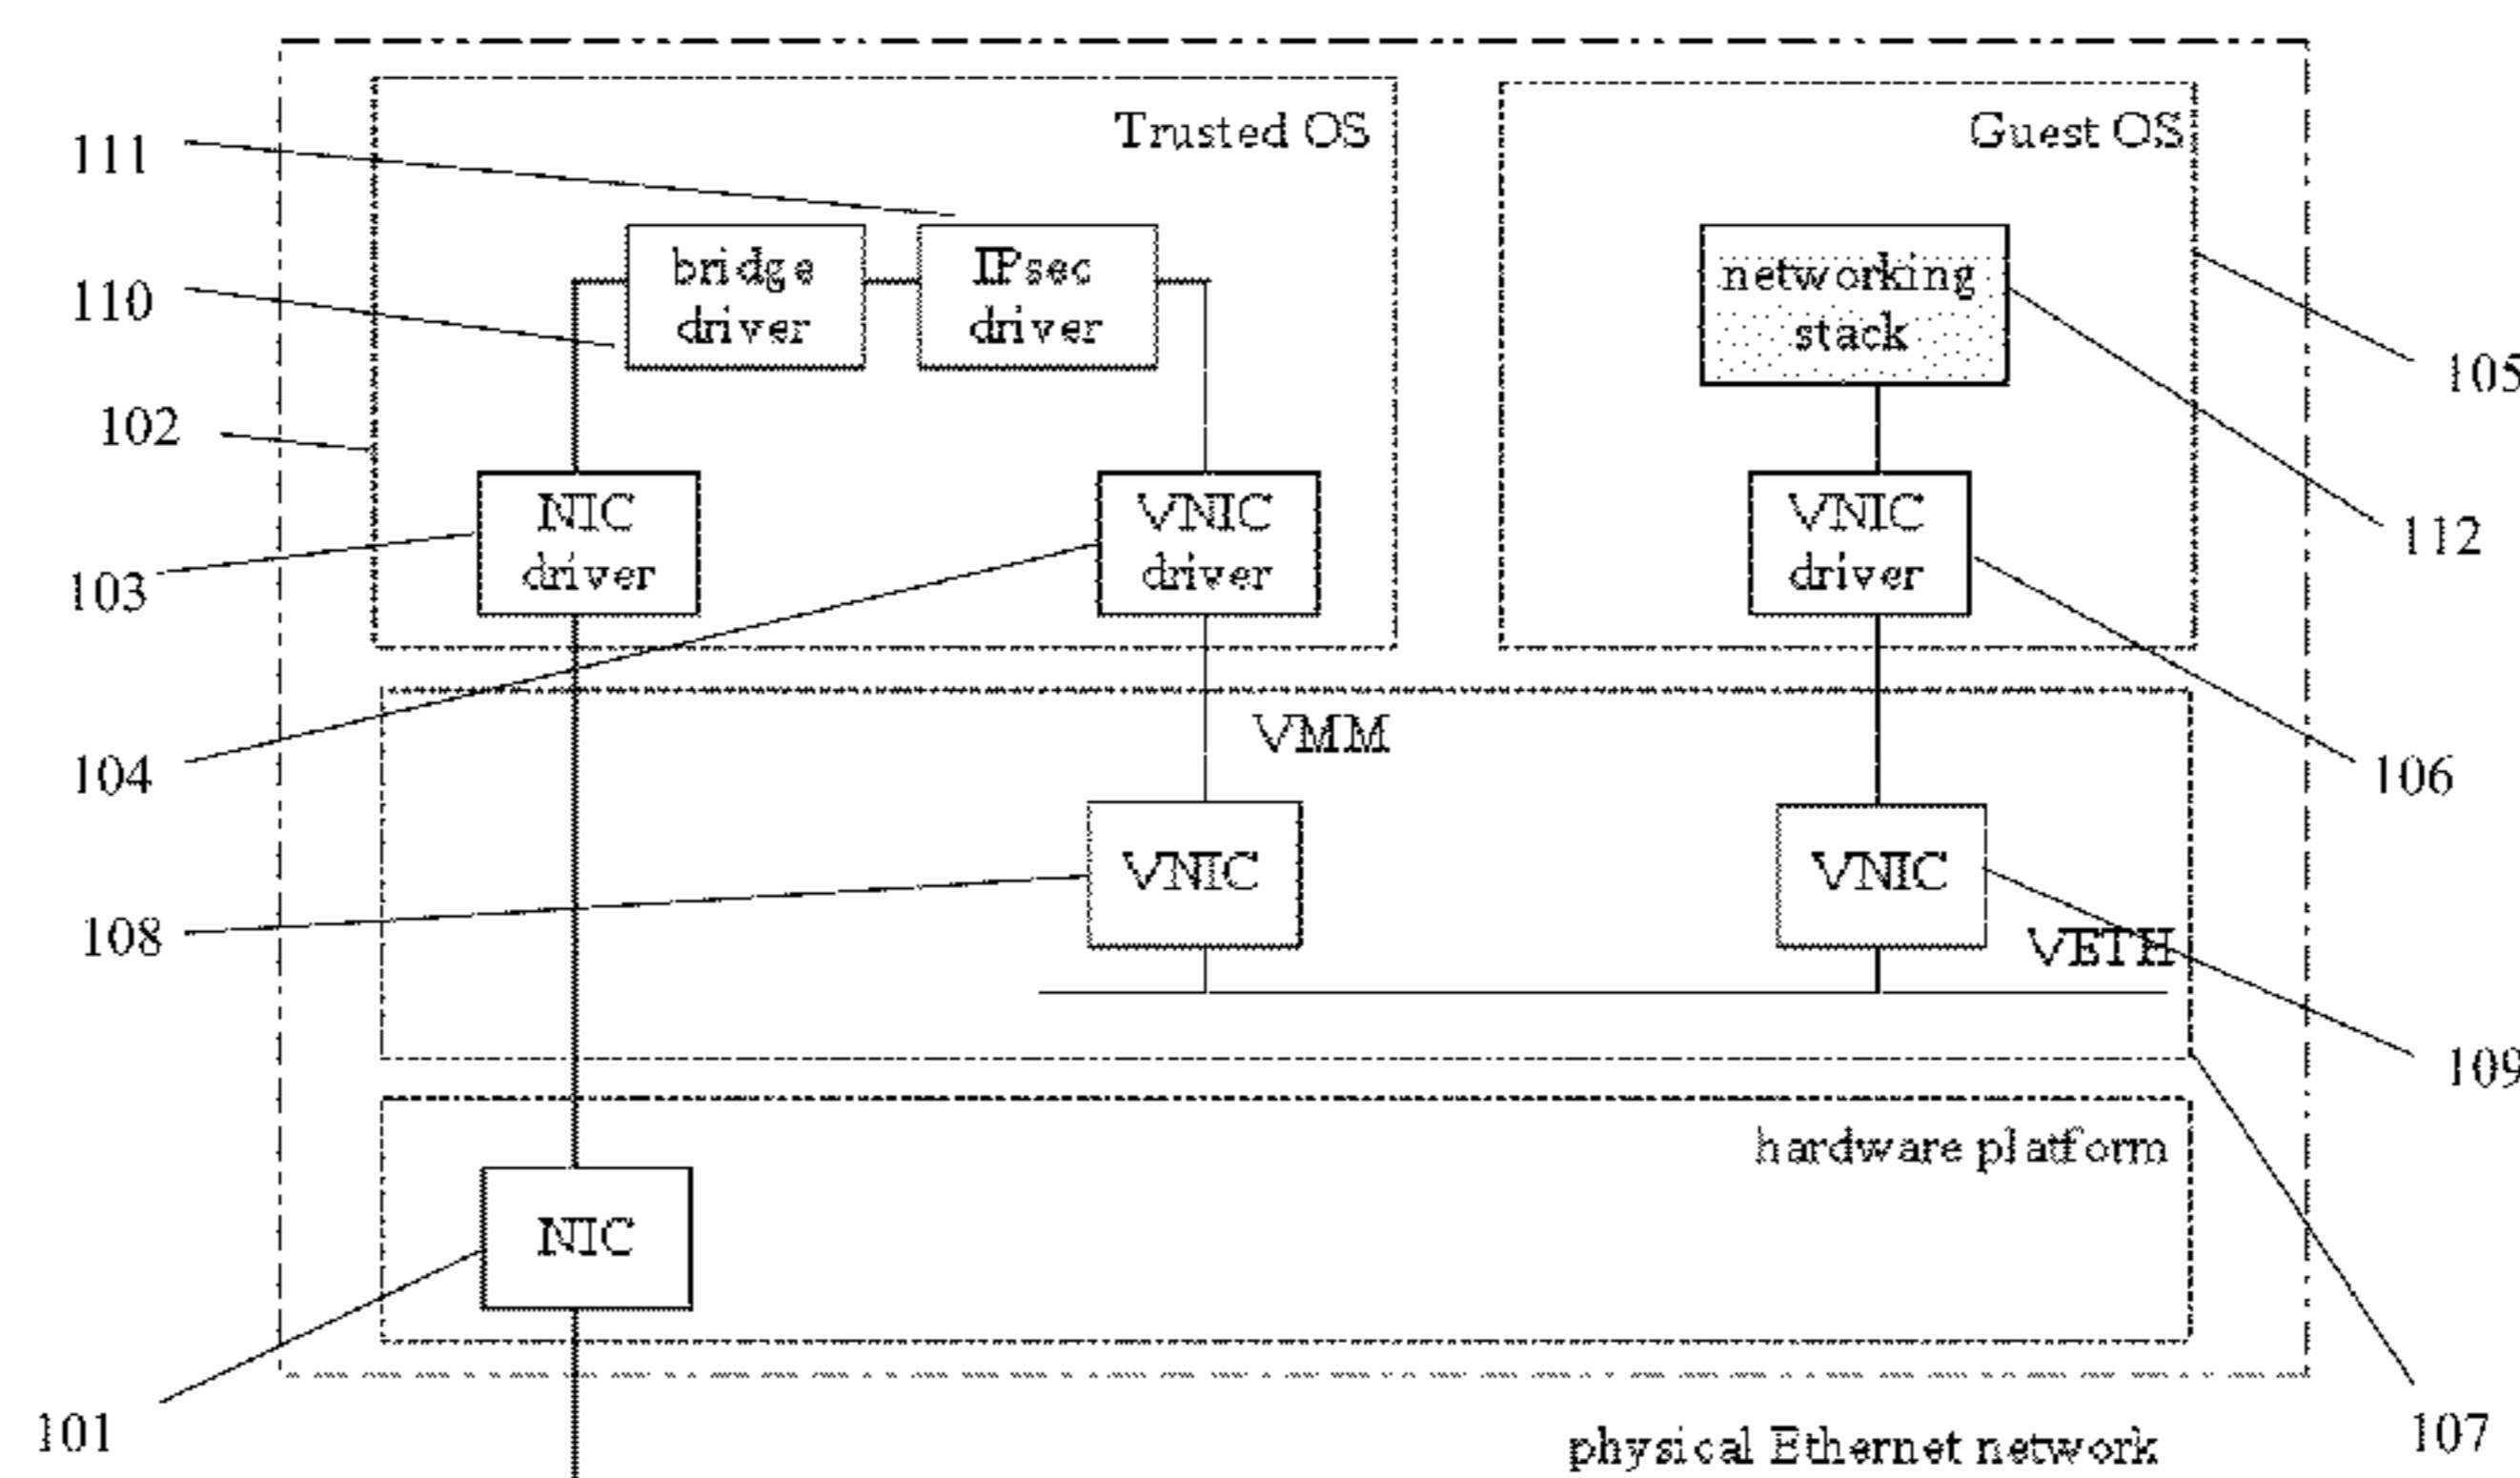 Trusted OS
Guest OS
111
bridge
driver
IPsec
driver
networking
stack
110
105
102
NIC
driver
VNIC
driver
VNIC
driver
112
103
VMM
104
106
VNIC
VNIC
108
VETH
109
hardware platform
NIC
101
physical Ethernet network
107